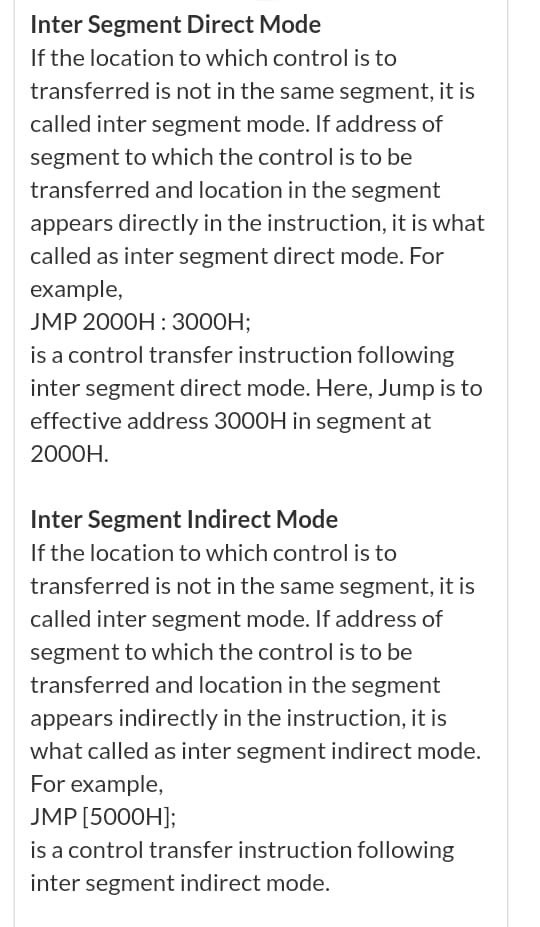 Inter Segment Direct Mode
If the location to which control is to
transferred is not in the same segment, it is
called inter segment mode. If address of
segment to which the control is to be
transferred and location in the segment
appears directly in the instruction, it is what
called as inter segment direct mode. For
example,
JMP 2000H : 3000H;
is a control transfer instruction following
inter segment direct mode. Here, Jump is to
effective address 3000H in segment at
2000H.
Inter Segment Indirect Mode
If the location to which control is to
transferred is not in the same segment, it is
called inter segment mode. If address of
segment to which the control is to be
transferred and location in the segment
appears indirectly in the instruction, it is
what called as inter segment indirect mode.
For example,
JMP [5000H];
is a control transfer instruction following
inter segment indirect mode.